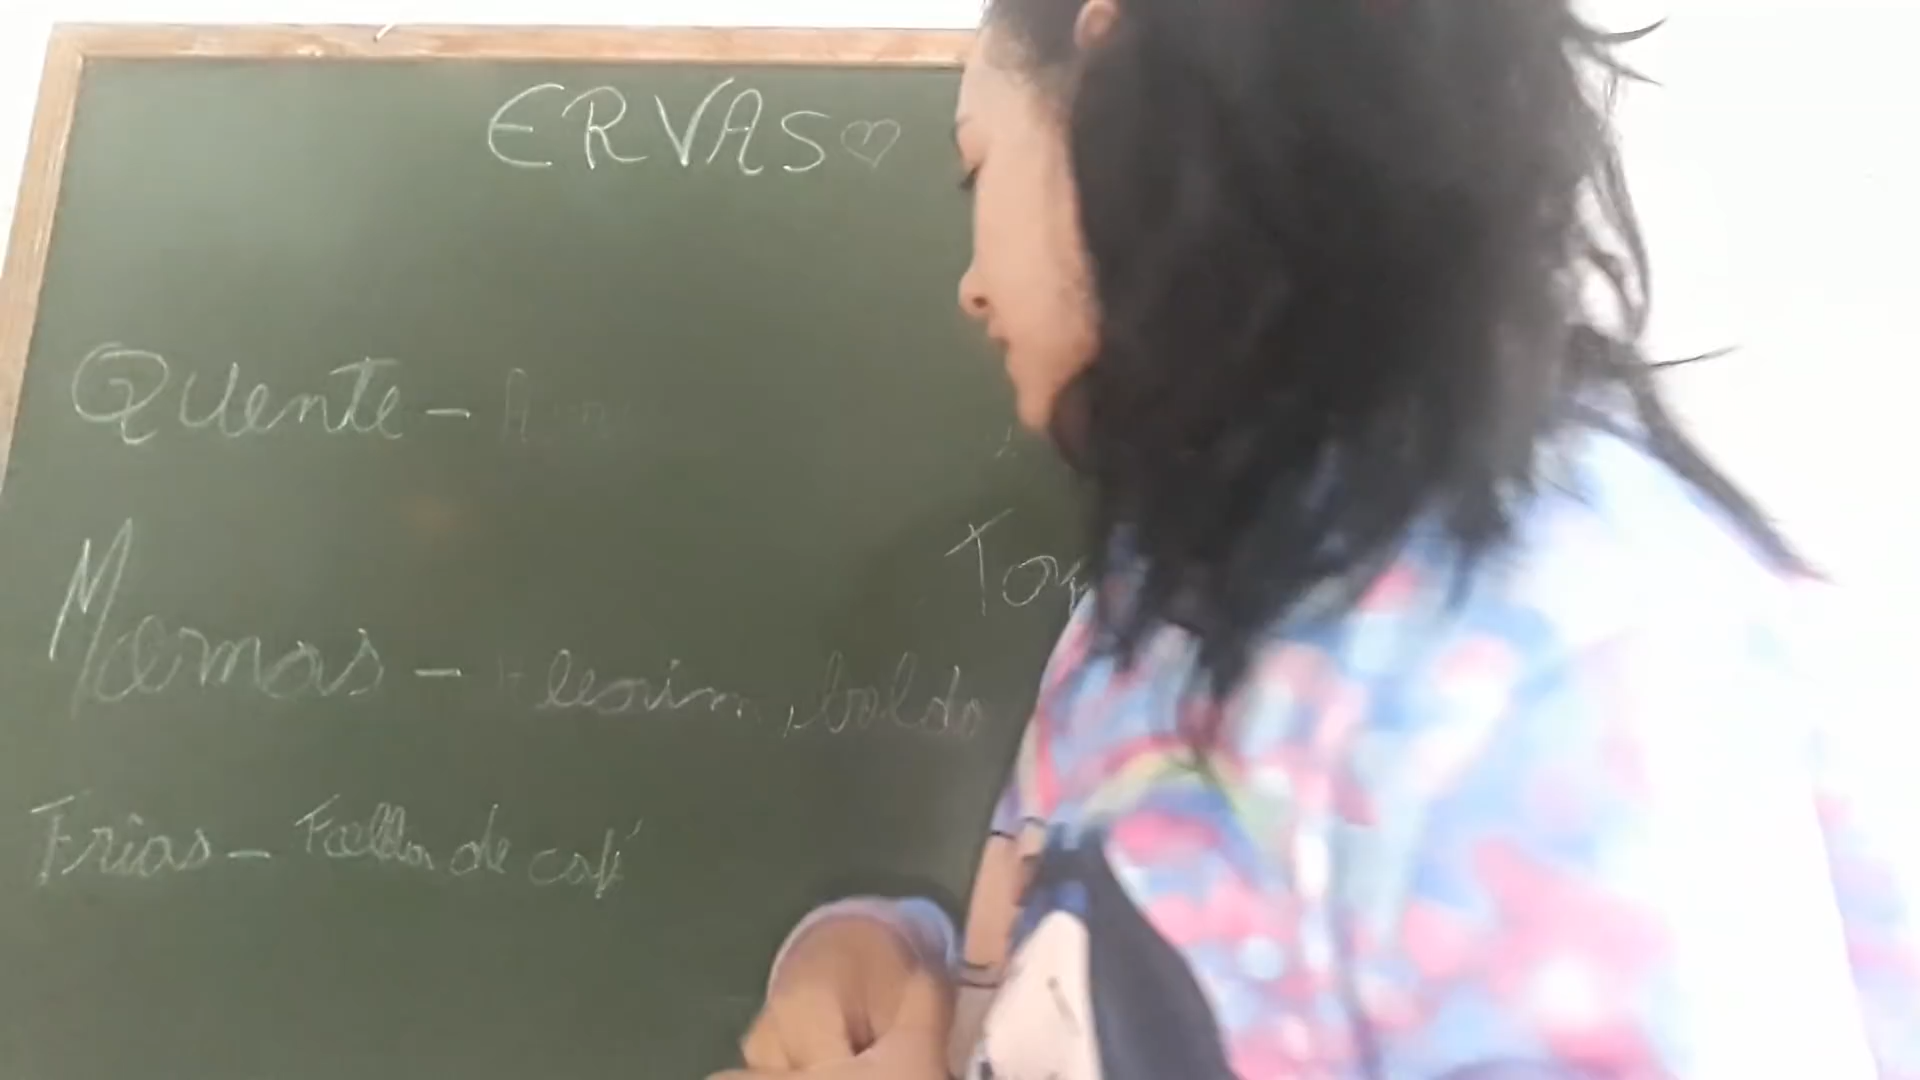 ERVAS♡
Quente -
Mornas - Alecrim, boldo
Frias - Folha de café